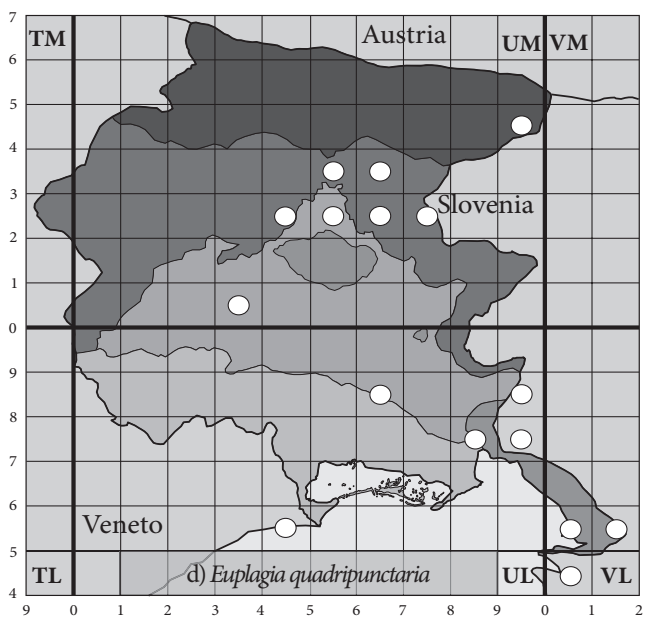 7
TM Austria UM VM
6
5
4
3
Slovenia
2
1
0
9
8
7
6
Veneto
5
TL d) Euplagia quadripunctaria UL VL
4
9 0 1 2 3 4 5 6 7 8 9 0 1 2